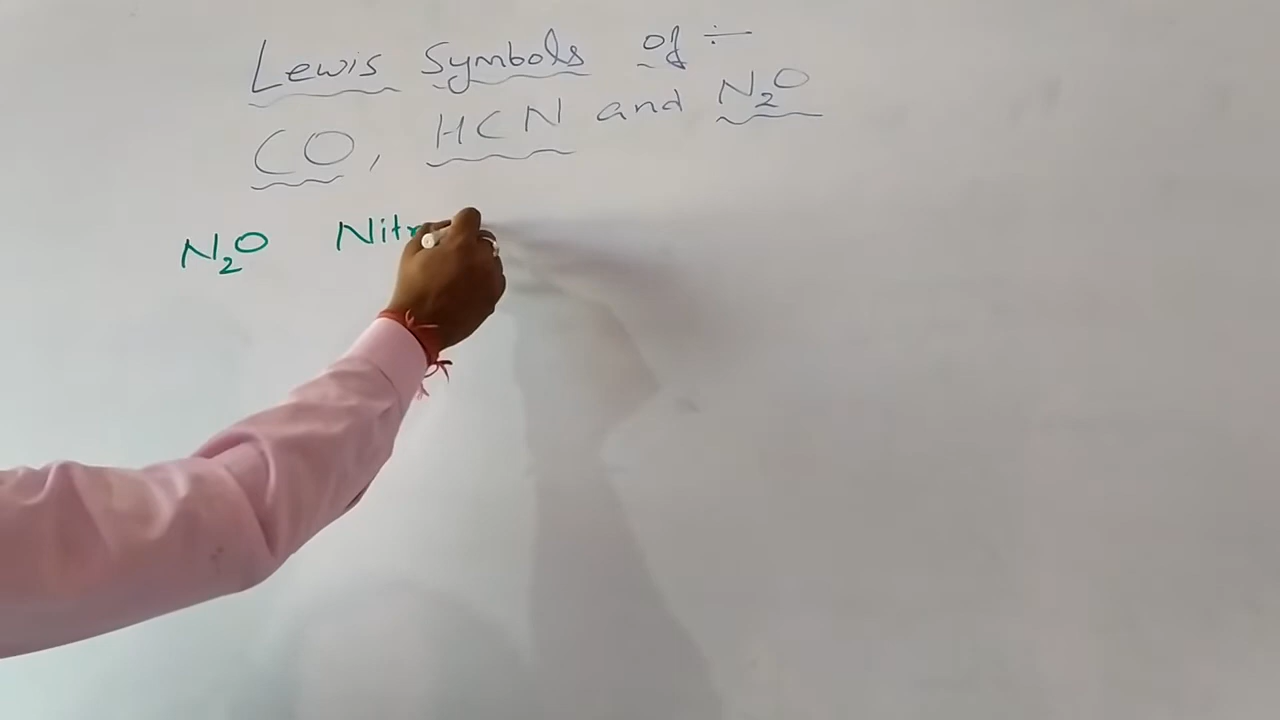 Lewis Symbols of :-
CO, HCN and N₂O
N₂O Nitr